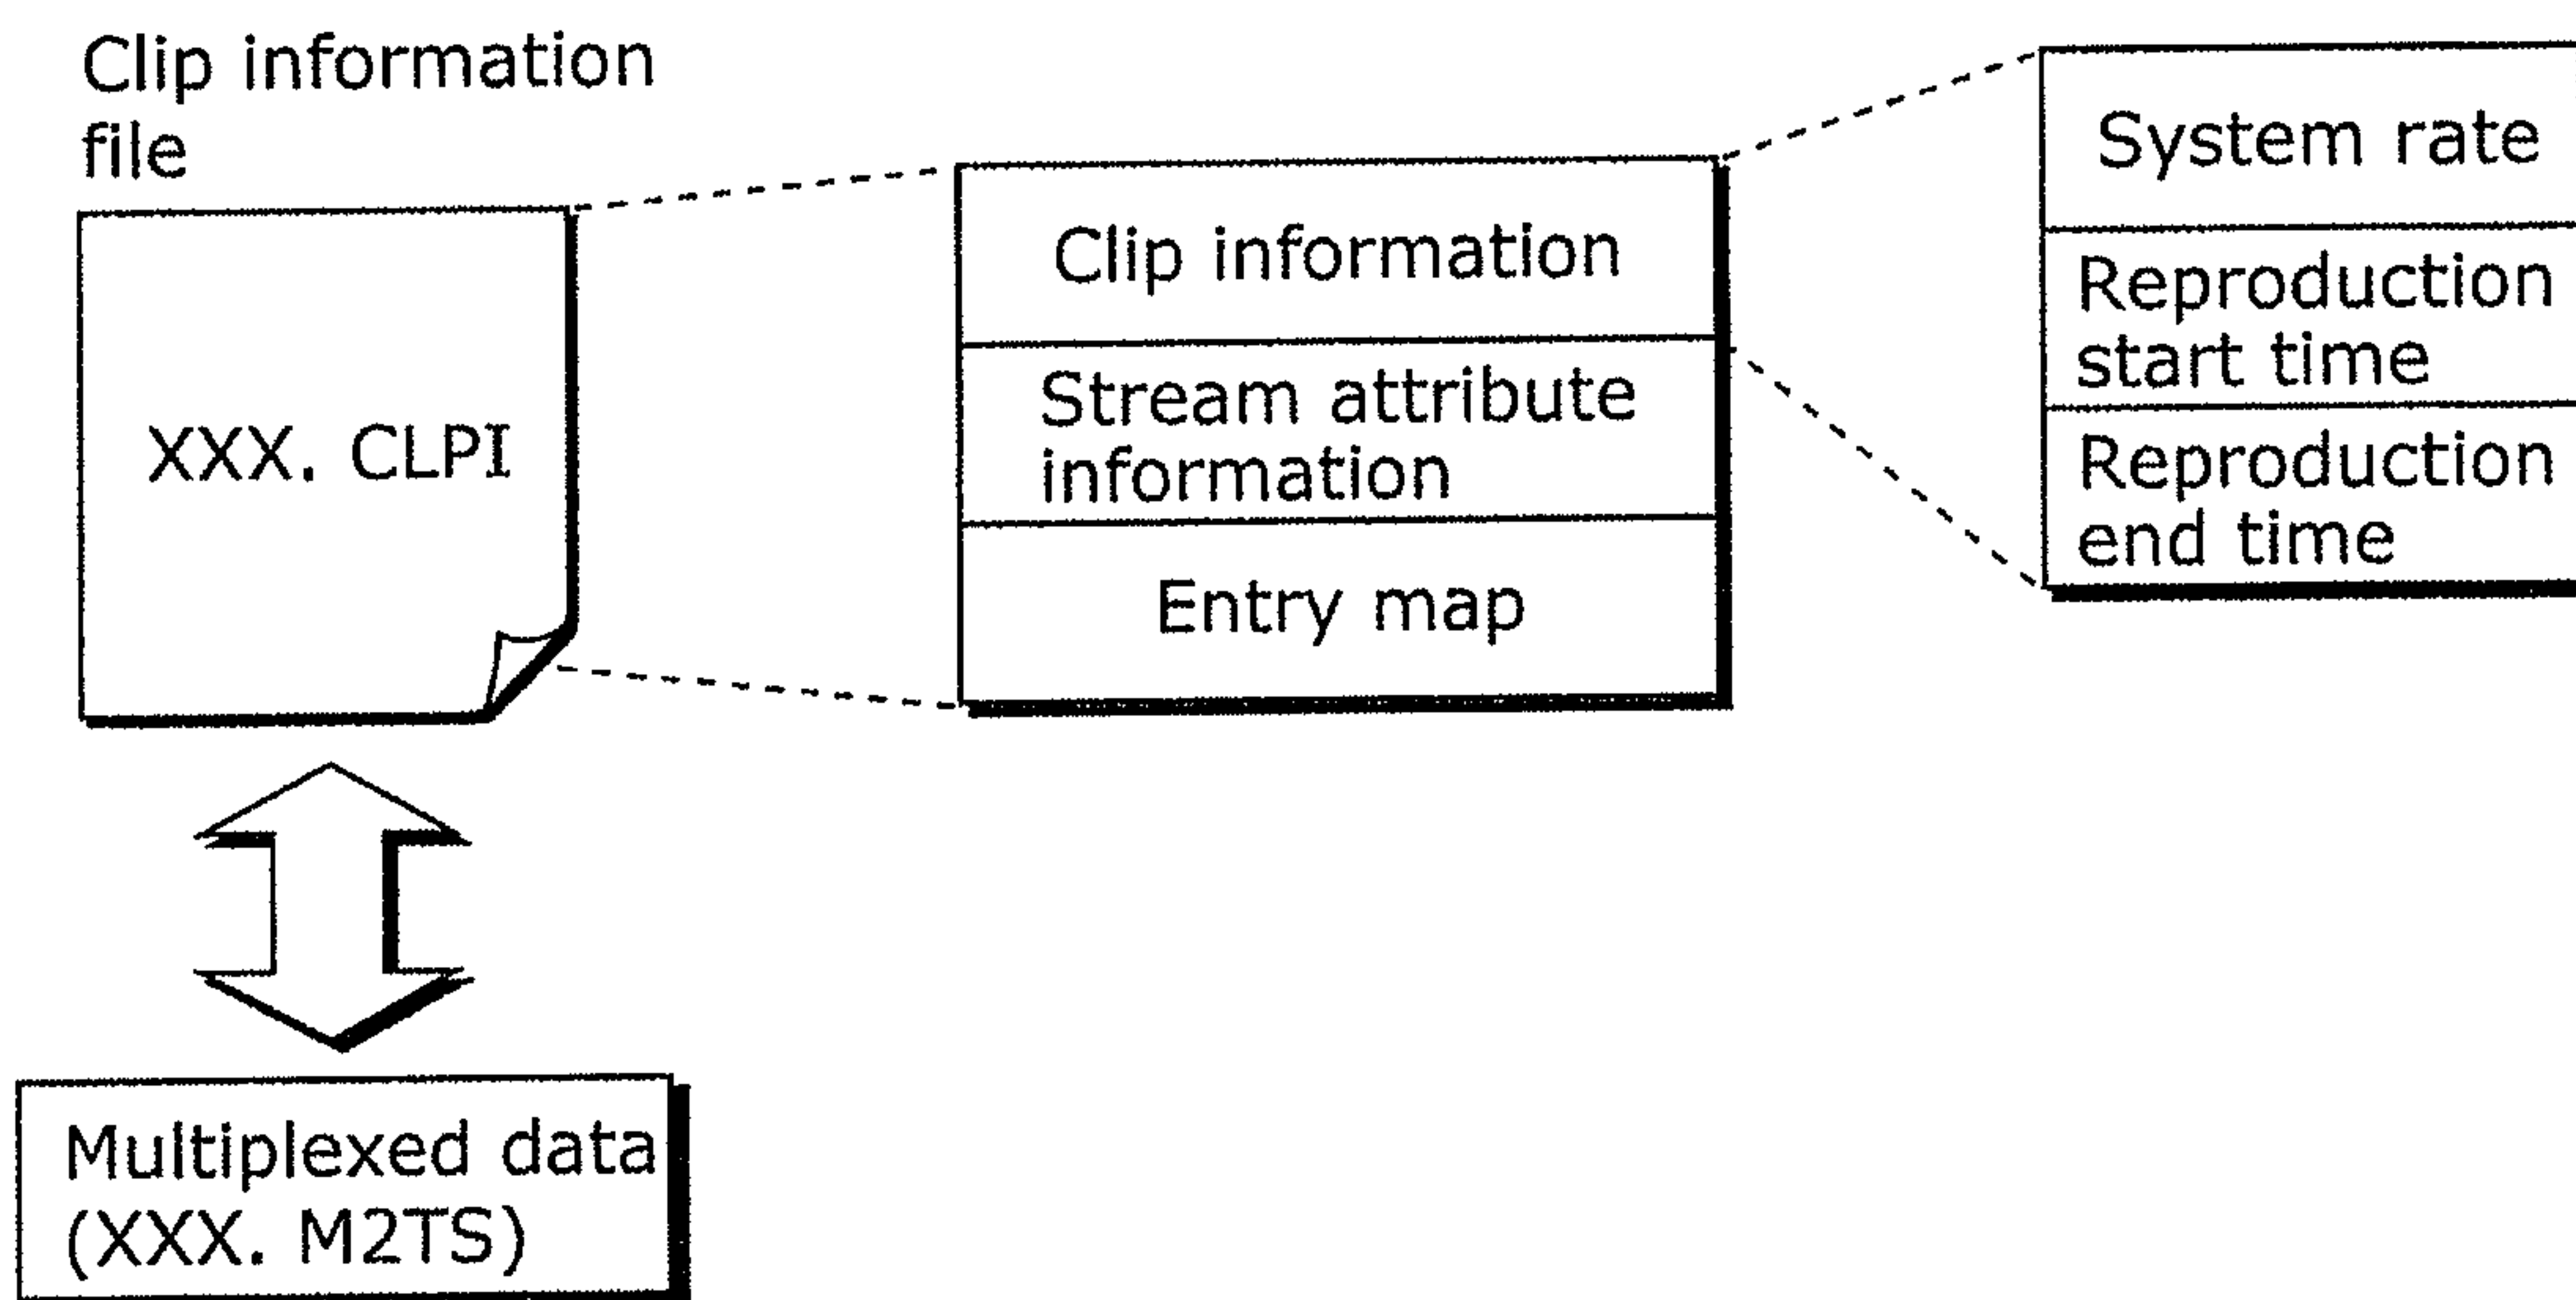 Clip information
file
XXX. CLPI
Clip information
Stream attribute
information
Entry map
System rate
Reproduction
start time
Reproduction
end time
Multiplexed data
(XXX. M2TS)